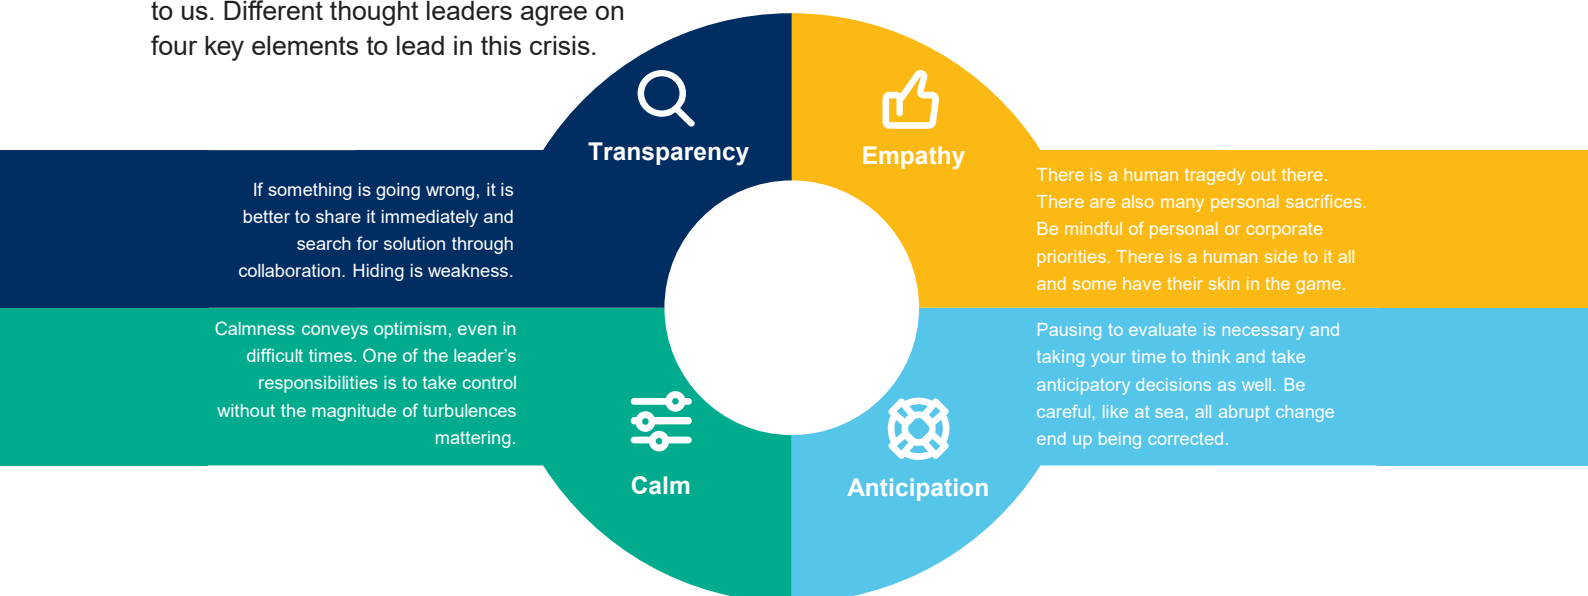 to us. Different thought leaders agree on
four key elements to lead in this crisis.
Transparency
If something is going wrong, it is
better to share it immediately and
search for solution through
collaboration. Hiding is weakness.
Empathy
There is a human tragedy out there.
There are also many personal sacrifices.
Be mindful of personal or corporate
priorities. There is a human side to it all
and some have their skin in the game.
Calmness conveys optimism, even in
difficult times. One of the leader’s
responsibilities is to take control
without the magnitude of turbulences
mattering.
Calm
Pausing to evaluate is necessary and
taking your time to think and take
anticipatory decisions as well. Be
careful, like at sea, all abrupt change
end up being corrected.
Anticipation